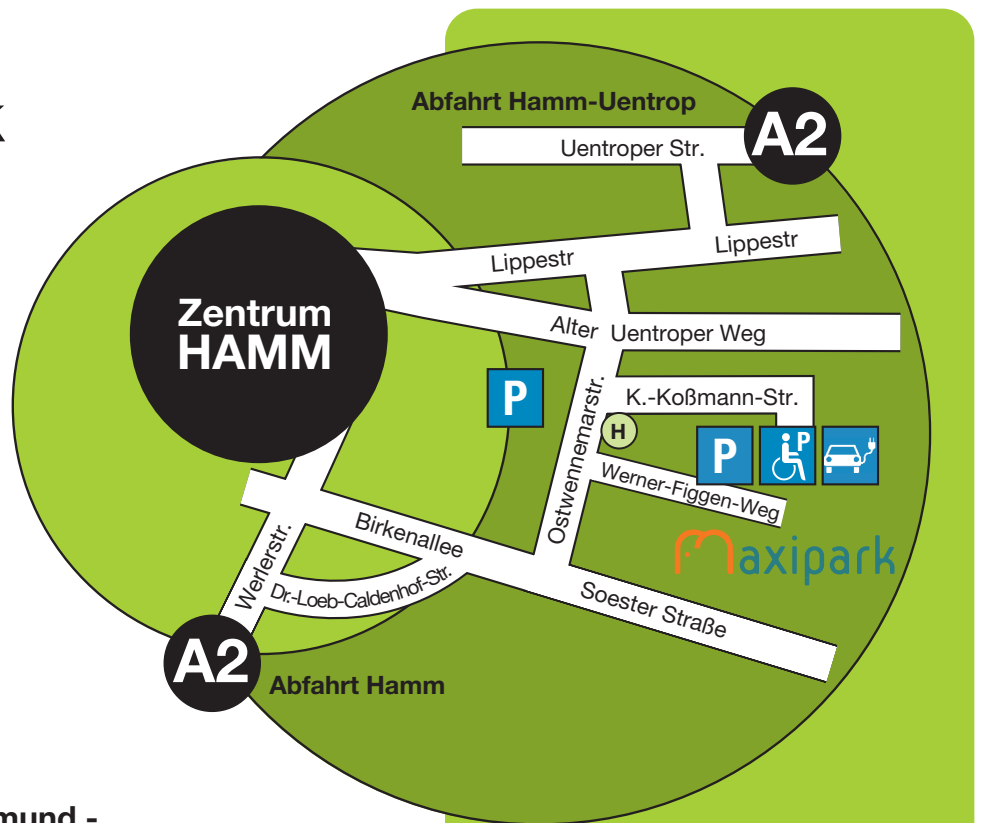 Abfahrt Hamm-Uentrop
A2
Uentroper Str.
Lippestr
Lippestr
Zentrum
HAMM
Alter Uentroper Weg
P
K.-Koßmann-Str.
H
P
P
Ostwennemarstr.
Werner-Figgen-Weg
Birkenallee
maxipark
Werlerstr.
Dr.-Loeb-Caldenhof-Str.
Soester Straße
A2
Abfahrt Hamm
mund -